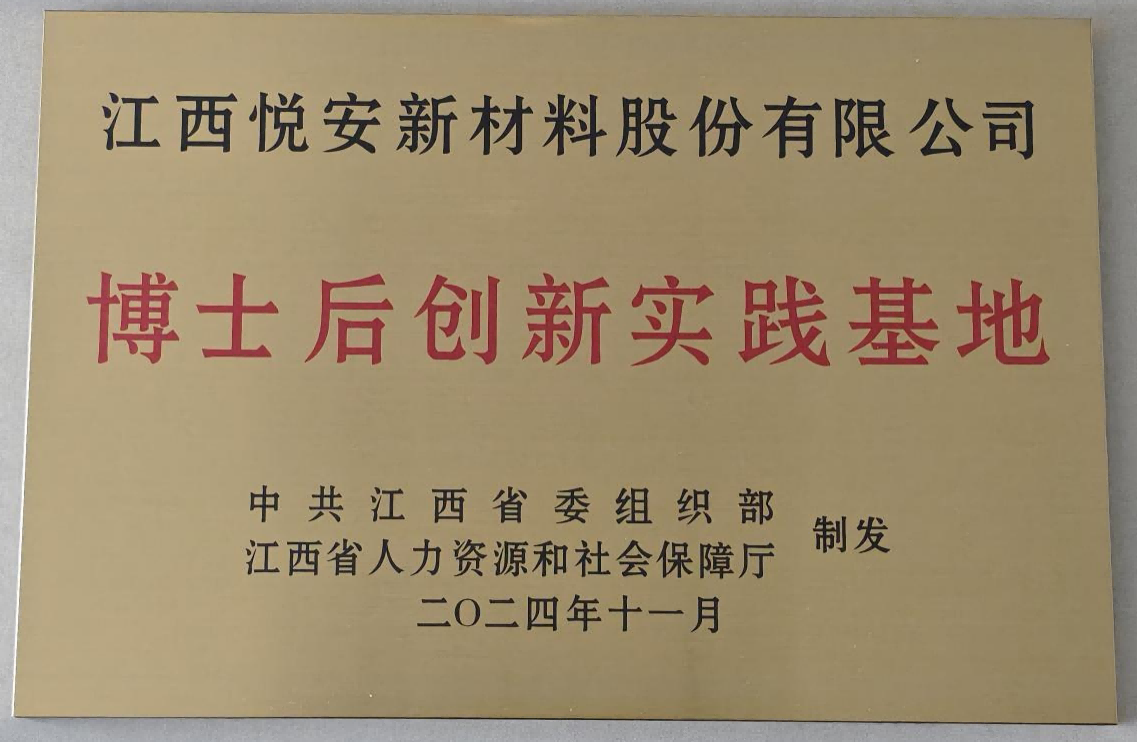 江西悦安新材料股份有限公司
博士后创新实践基地
中共江西省委组织部
江西省人力资源和社会保障厅
制发
二〇二四年十一月